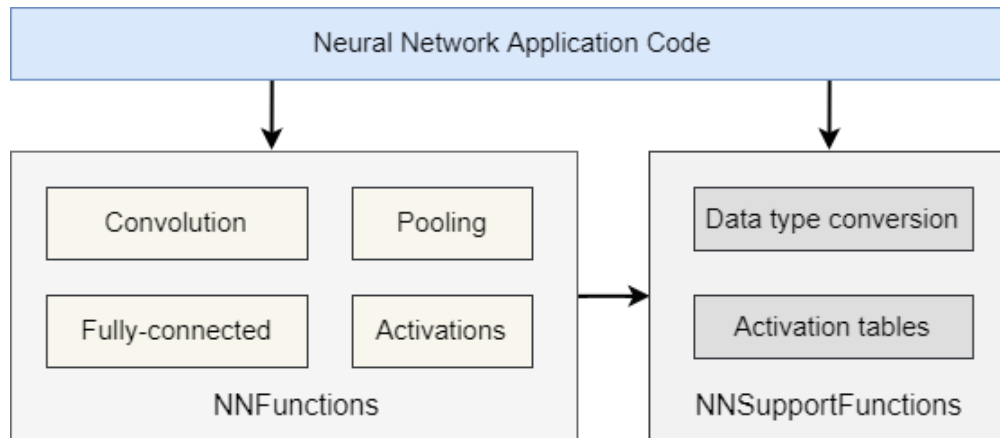 Neural Network Application Code
Convolution
Pooling
Fully-connected
Activations
NNFunctions
Data type conversion
Activation tables
NNSupportFunctions